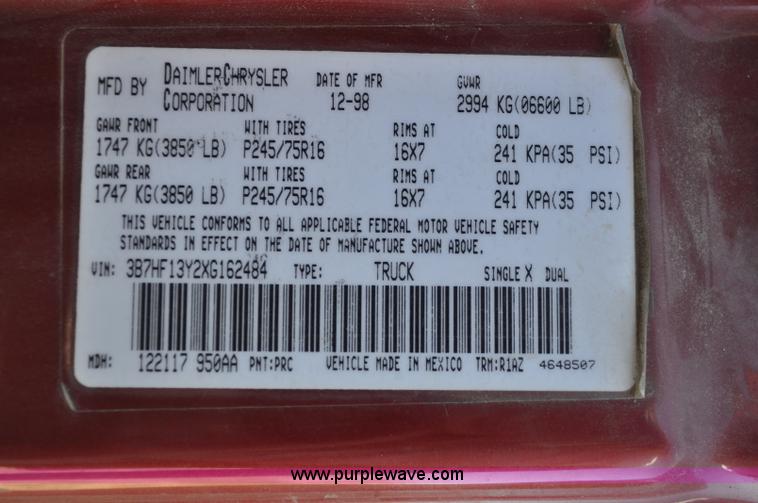 MFD BY DAIMLERCHRYSLER CORPORATION DATE OF MFR 12-98 GVWR 2994 KG(06600 LB)
GAWR FRONT WITH TIRES RIMS AT COLD
1747 KG(3850 LB) P245/75R16 16X7 241 KPA(35 PSI)
GAWR REAR WITH TIRES RIMS AT COLD
1747 KG(3850 LB) P245/75R16 16X7 241 KPA(35 PSI)
THIS VEHICLE CONFORMS TO ALL APPLICABLE FEDERAL MOTOR VEHICLE SAFETY
STANDARDS IN EFFECT ON THE DATE OF MANUFACTURE SHOWN ABOVE.
VIN: 3B7HF13Y2XG162484 TYPE: TRUCK SINGLE X DUAL
MDH: 122117 950AA PNT:PRC VEHICLE MADE IN MEXICO TRM:R1AZ 4648507
www.purplewave.com